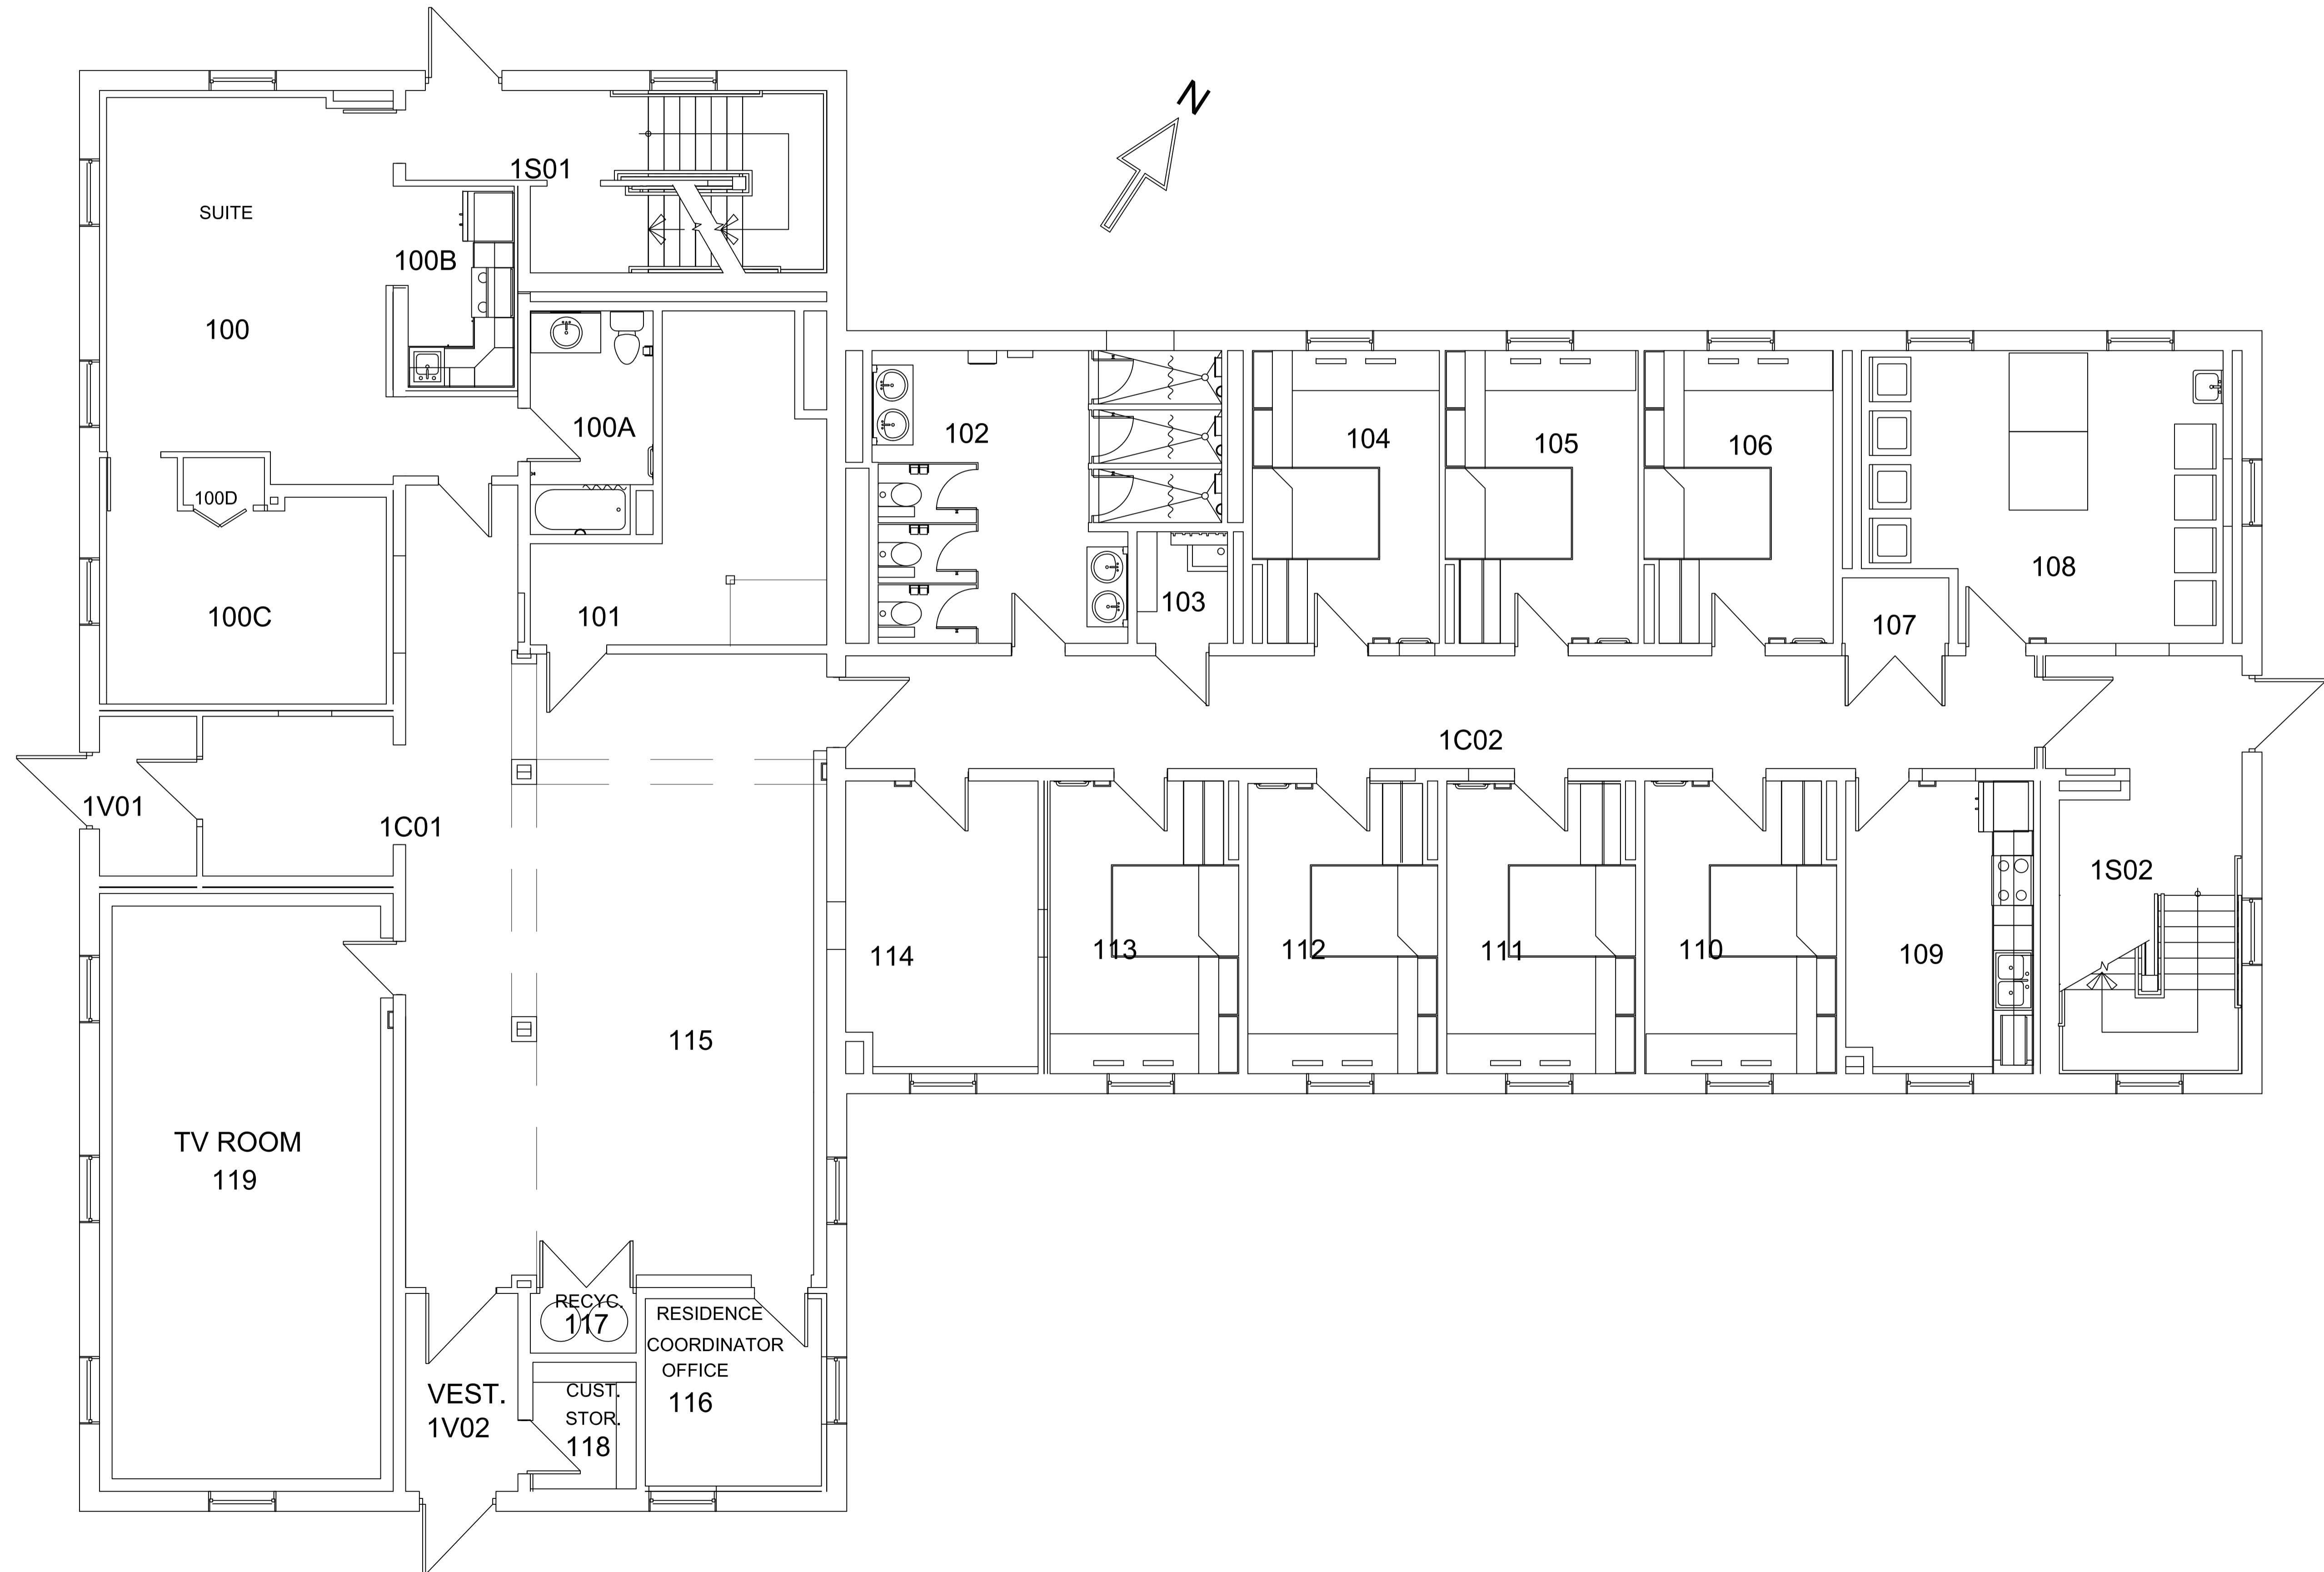 N
1S01
SUITE
100B
100
100A
102
104
105
106
100D
108
100C
101
103
107
1C02
1V01
1C01
1S02
114
113
112
111
110
109
115
TV ROOM
119
RECYC.
117
RESIDENCE
COORDINATOR
OFFICE
116
VEST.
1V02
CUST.
STOR.
118